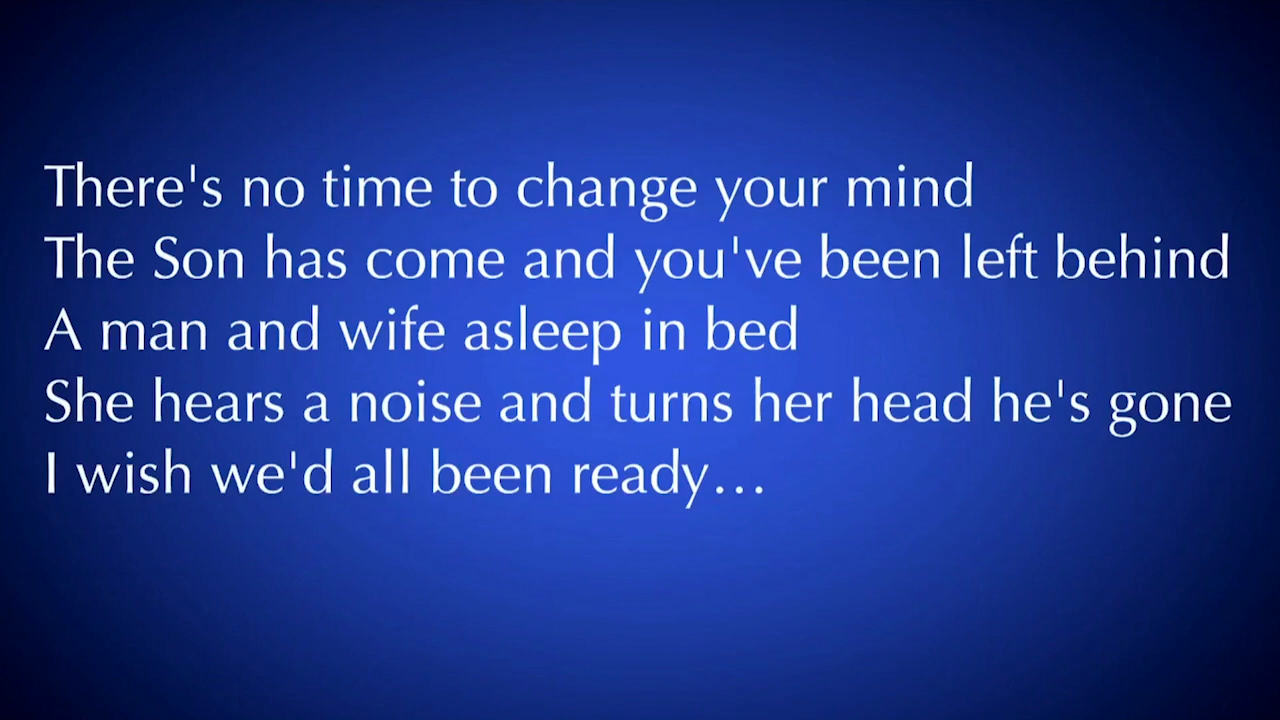 There's no time to change your mind
The Son has come and you've been left behind
A man and wife asleep in bed
She hears a noise and turns her head he's gone
I wish we'd all been ready…